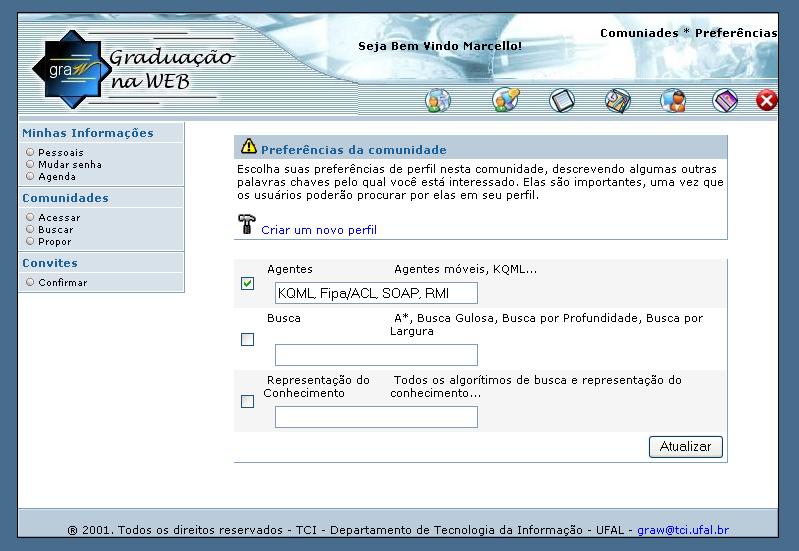 Comuniades * Preferências
Seja Bem Vindo Marcello!
graw
Graduação
na WEB
Minhas Informações
Pessoais
Mudar senha
Agenda
Comunidades
Acessar
Buscar
Propor
Convites
Confirmar
Preferências da comunidade
Escolha suas preferências de perfil nesta comunidade, descrevendo algumas outras
palavras chaves pelo qual você está interessado. Elas são importantes, uma vez que
os usuários poderão procurar por elas em seu perfil.
Criar um novo perfil
Agentes Agentes móveis, KQML...
KQML, Fipa/ACL, SOAP, RMI
Busca A*, Busca Gulosa, Busca por Profundidade, Busca por
Largura
Representação do Todos os algorítimos de busca e representação do
Conhecimento conhecimento...
Atualizar
® 2001. Todos os direitos reservados - TCI - Departamento de Tecnologia da Informação - UFAL - graw@tci.ufal.br